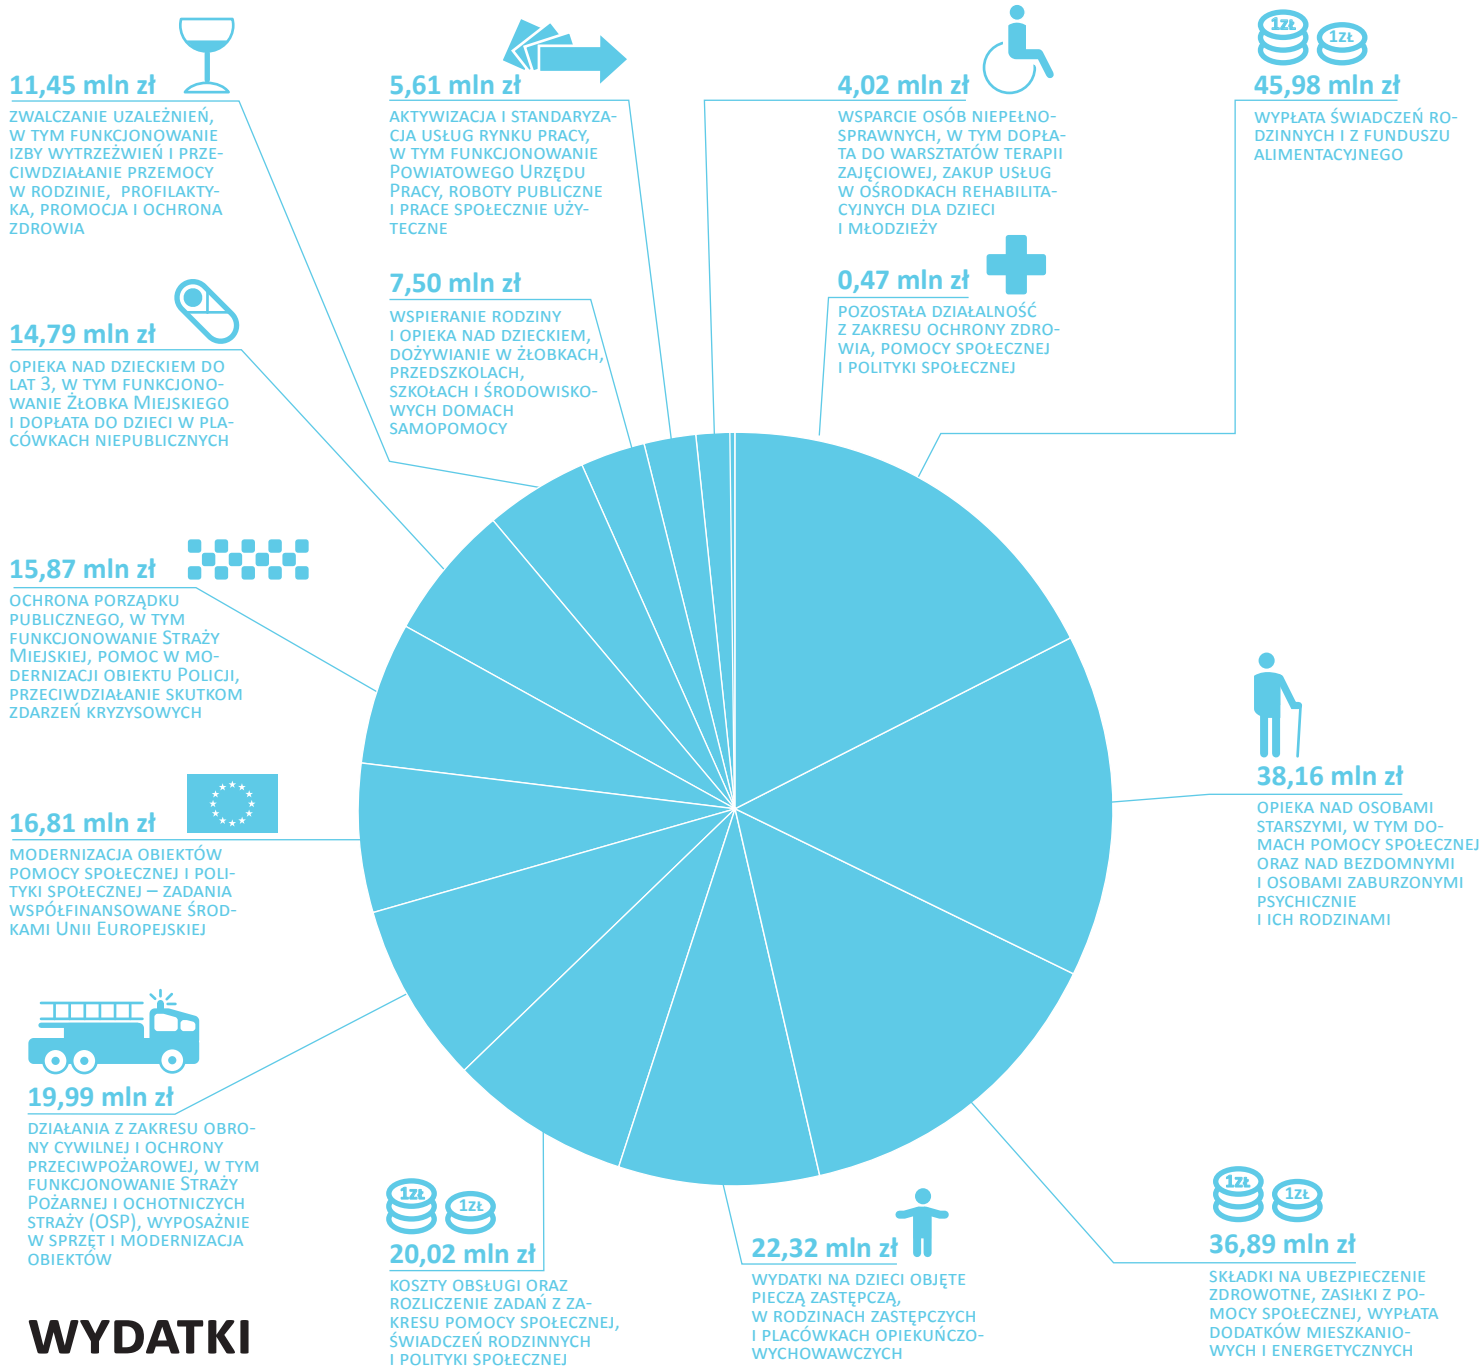 11,45 mln zł
ZWALCZANIE UZALEŻNIEŃ,
W TYM FUNKCJONOWANIE
IZBY WYTRZEŹWIEŃ I PRZE-
CIWDZIAŁANIE PRZEMOCY
W RODZINIE, PROFILAKTY-
KA, PROMOCJA I OCHRONA
ZDROWIA
5,61 mln zł
AKTYWIZACJA I STANDARYZA-
CJA USŁUG RYNKU PRACY,
W TYM FUNKCJONOWANIE
POWIATOWEGO URZĘDU
PRACY, ROBOTY PUBLICZNE
I PRACE SPOŁECZNIE UŻY-
TECZNE
4,02 mln zł
WSPARCIE OSÓB NIEPEŁNO-
SPRAWNYCH, W TYM DOPŁA-
TA DO WARSZTATÓW TERAPII
ZAJĘCIOWEJ, ZAKUP USŁUG
W OŚRODKACH REHABILITA-
CYJNYCH DLA DZIECI
I MŁODZIEŻY
1ZŁ
1ZŁ
45,98 mln zł
WYPŁATA ŚWIADCZEŃ RO-
DZINNYCH I Z FUNDUSZU
ALIMENTACYJNEGO
14,79 mln zł
OPIEKA NAD DZIECKIEM DO
LAT 3, W TYM FUNKCJONO-
WANIE ŻŁOBKA MIEJSKIEGO
I DOPŁATA DO DZIECI W PLA-
CÓWKACH NIEPUBLICZNYCH
7,50 mln zł
WSPIERANIE RODZINY
I OPIEKA NAD DZIECKIEM,
DOŻYWIANIE W ŻŁOBKACH,
PRZEDSZKOLACH,
SZKOŁACH I ŚRODOWISKO-
WYCH DOMACH
SAMOPOMOCY
0,47 mln zł
POZOSTAŁA DZIAŁALNOŚĆ
Z ZAKRESU OCHRONY ZDRO-
WIA, POMOCY SPOŁECZNEJ
I POLITYKI SPOŁECZNEJ
15,87 mln zł
OCHRONA PORZĄDKU
PUBLICZNEGO, W TYM
FUNKCJONOWANIE STRAŻY
MIEJSKIEJ, POMOC W MO-
DERNIZACJI OBIEKTU POLICJI,
PRZECIWDZIAŁANIE SKUTKOM
ZDARZEŃ KRYZYSOWYCH
38,16 mln zł
OPIEKA NAD OSOBAMI
STARSZYMI, W TYM DO-
MACH POMOCY SPOŁECZNEJ
ORAZ NAD BEZDOMNYMI
I OSOBAMI ZABURZONYMI
PSYCHICZNIE
I ICH RODZINAMI
16,81 mln zł
MODERNIZACJA OBIEKTÓW
POMOCY SPOŁECZNEJ I POLI-
TYKI SPOŁECZNEJ – ZADANIA
WSPÓŁFINANSOWANE ŚROD-
KAMI UNII EUROPEJSKIEJ
19,99 mln zł
DZIAŁANIA Z ZAKRESU OBRO-
NY CYWILNEJ I OCHRONY
PRZECIWPOŻAROWEJ, W TYM
FUNKCJONOWANIE STRAŻY
POŻARNEJ I OCHOTNICZYCH
STRAŻY (OSP), WYPOSAŻNIE
W SPRZĘT I MODERNIZACJA
OBIEKTÓW
1ZŁ
1ZŁ
20,02 mln zł
KOSZTY OBSŁUGI ORAZ
ROZLICZENIE ZADAŃ Z ZA-
KRESU POMOCY SPOŁECZNEJ,
ŚWIADCZEŃ RODZINNYCH
I POLITYKI SPOŁECZNEJ
22,32 mln zł
WYDATKI NA DZIECI OBJĘTE
PIECZĄ ZASTĘPCZĄ,
W RODZINACH ZASTĘPCZYCH
I PLACÓWKACH OPIEKUŃCZO-
WYCHOWAWCZYCH
1ZŁ
1ZŁ
36,89 mln zł
SKŁADKI NA UBEZPIECZENIE
ZDROWOTNE, ZASIŁKI Z PO-
MOCY SPOŁECZNEJ, WYPŁATA
DODATKÓW MIESZKANIO-
WYCH I ENERGETYCZNYCH
WYDATKI